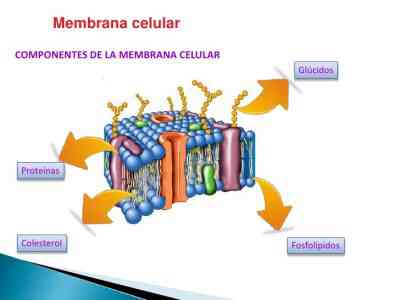 Membrana celular
COMPONENTES DE LA MEMBRANA CELULAR
Glúcidos
Proteínas
Colesterol
Fosfolípidos